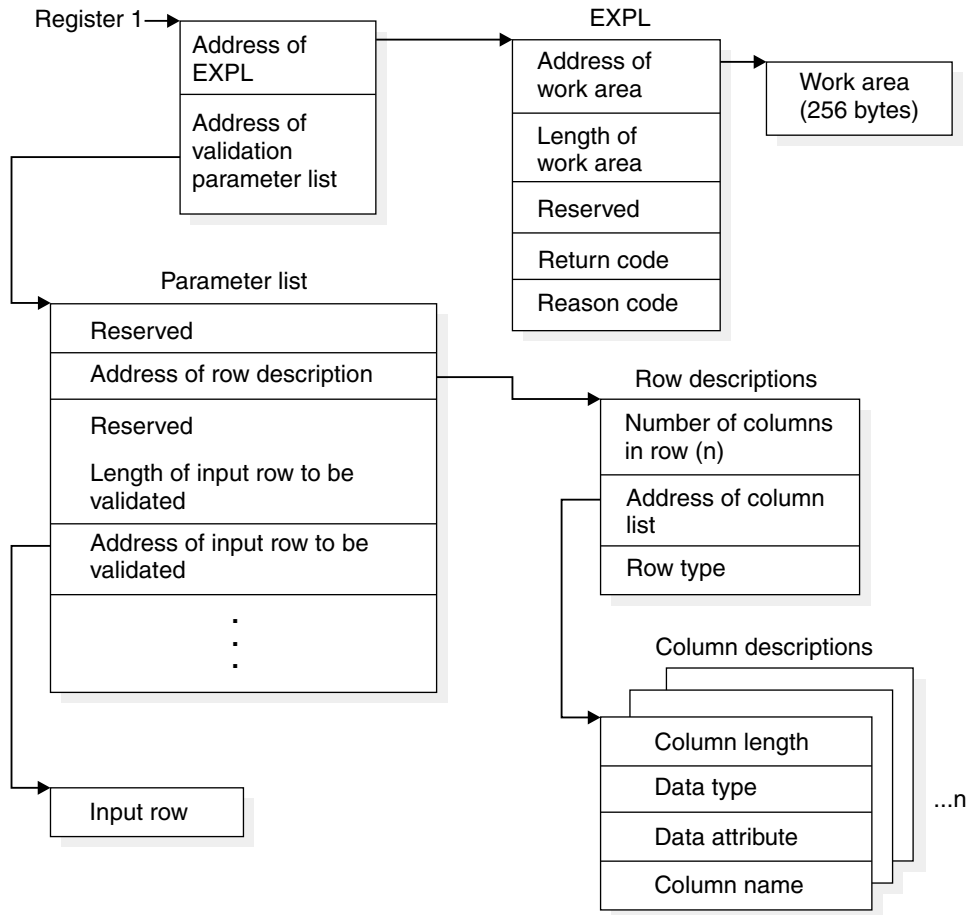 Register 1
Address of
EXPL
Address of
validation
parameter list
EXPL
Address of
work area
Length of
work area
Reserved
Return code
Reason code
Work area
(256 bytes)
Parameter list
Reserved
Address of row description
Reserved
Length of input row to be
validated
Address of input row to be
validated
.
.
.
Row descriptions
Number of columns
in row (n)
Address of column
list
Row type
Column descriptions
Column length
Data type
Data attribute
Column name
...n
Input row